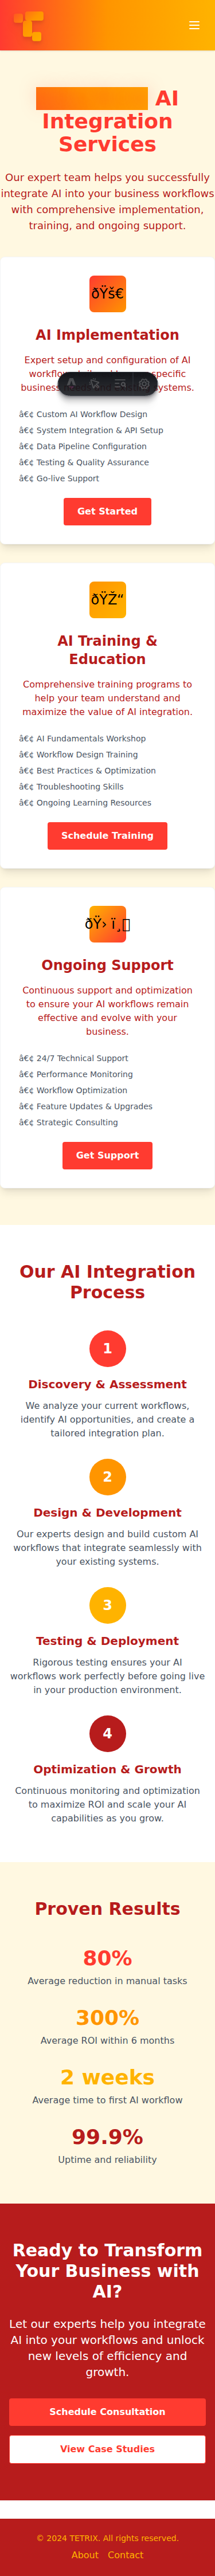 AI
Integration
Services
Our expert team helps you successfully
integrate AI into your business workflows
with comprehensive implementation,
training, and ongoing support.
ðŸš€
AI Implementation
Expert setup and configuration of AI
ðŸŽ“
â€¢ Custom AI Workflow Design
â€¢ System Integration & API Setup
â€¢ Data Pipeline Configuration
â€¢ Testing & Quality Assurance
â€¢ Go-live Support
Get Started
AI Training &
Education
Comprehensive training programs to
help your team understand and
maximize the value of AI integration.
â€¢ AI Fundamentals Workshop
â€¢ Workflow Design Training
â€¢ Best Practices & Optimization
â€¢ Troubleshooting Skills
â€¢ Ongoing Learning Resources
Schedule Training
ðŸ› ï¸
Ongoing Support
Continuous support and optimization
to ensure your AI workflows remain
effective and evolve with your
business.
â€¢ 24/7 Technical Support
â€¢ Performance Monitoring
â€¢ Workflow Optimization
â€¢ Feature Updates & Upgrades
â€¢ Strategic Consulting
Get Support
Our AI Integration
Process
1
Discovery & Assessment
We analyze your current workflows,
identify AI opportunities, and create a
tailored integration plan.
2
Design & Development
Our experts design and build custom AI
workflows that integrate seamlessly with
your existing systems.
3
Testing & Deployment
Rigorous testing ensures your AI
workflows work perfectly before going live
in your production environment.
4
Optimization & Growth
Continuous monitoring and optimization
to maximize ROI and scale your AI
capabilities as you grow.
Proven Results
80%
Average reduction in manual tasks
300%
Average ROI within 6 months
2 weeks
Average time to first AI workflow
99.9%
Uptime and reliability
Ready to Transform
Your Business with
AI?
Let our experts help you integrate
AI into your workflows and unlock
new levels of efficiency and
growth.
Schedule Consultation
View Case Studies
© 2024 TETRIX. All rights reserved.
About Contact